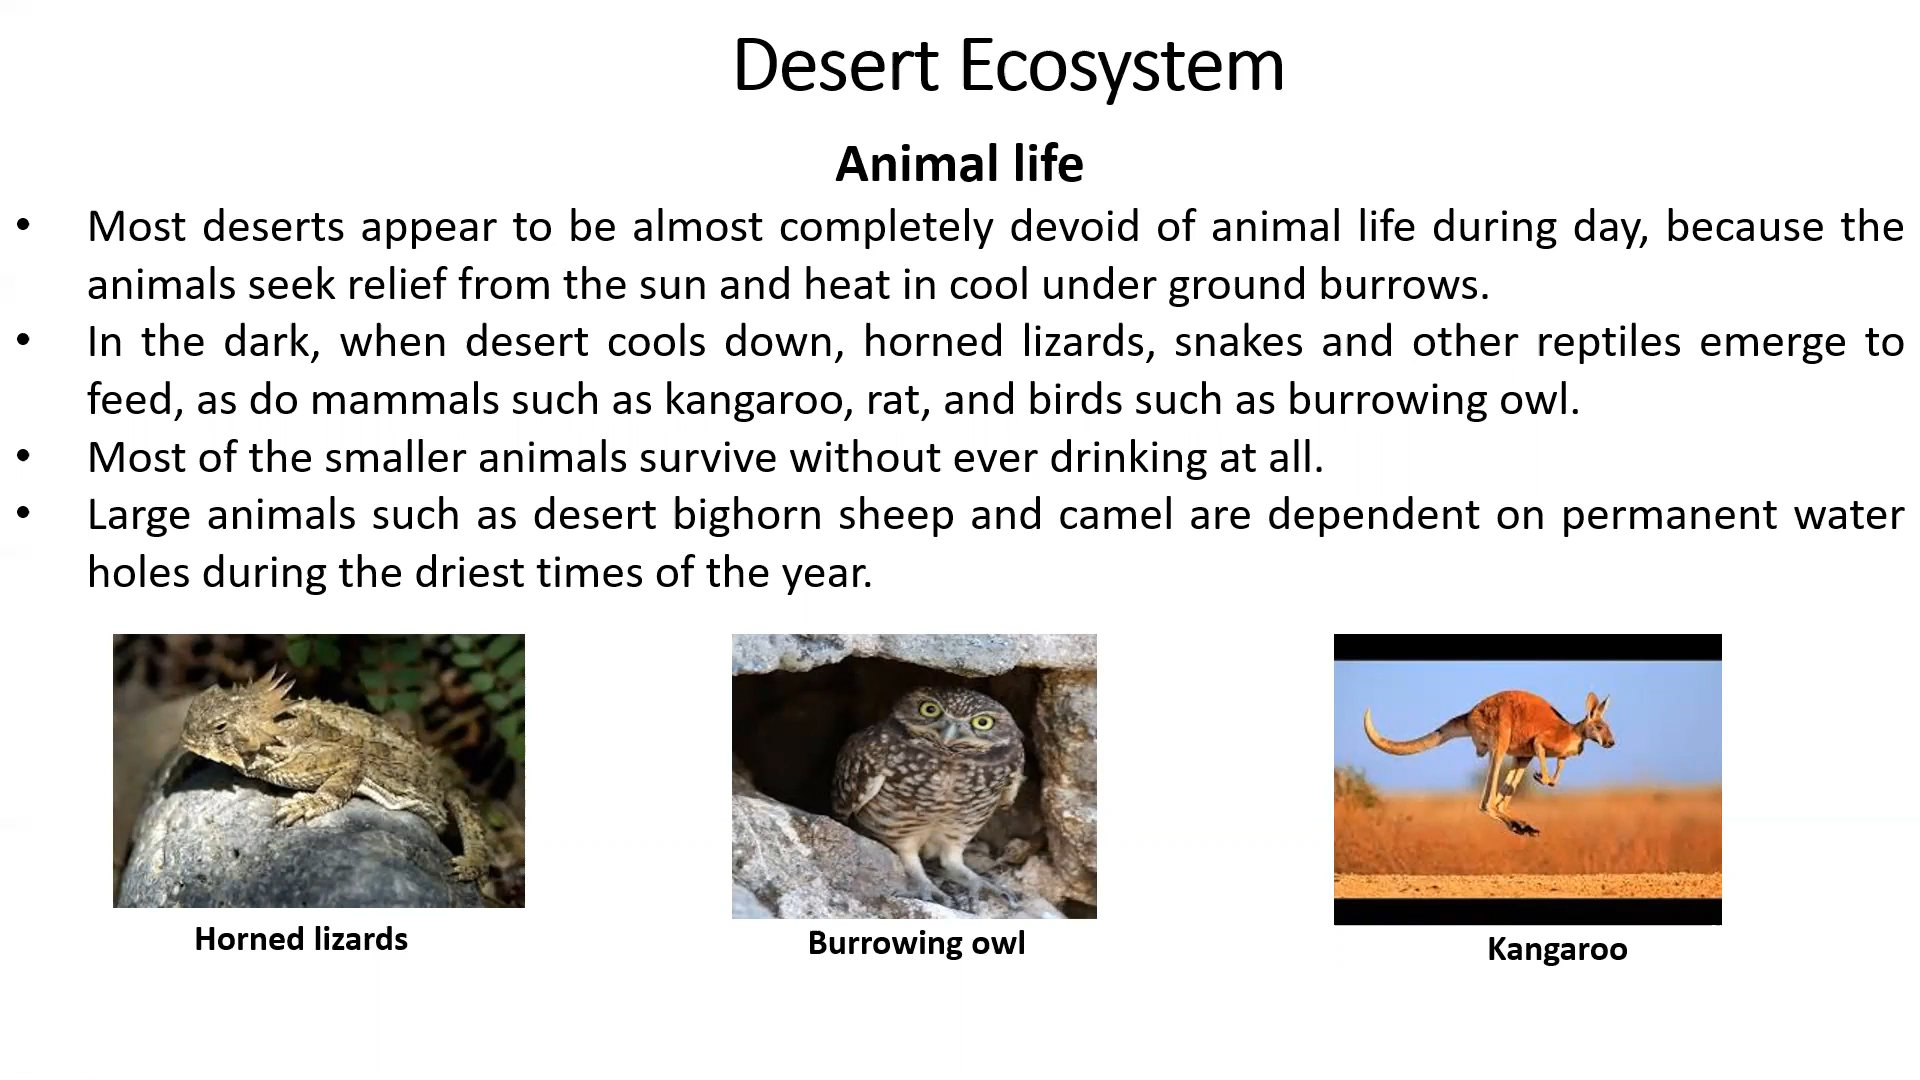 Desert Ecosystem
Animal life
• Most deserts appear to be almost completely devoid of animal life during day, because the
animals seek relief from the sun and heat in cool under ground burrows.
• In the dark, when desert cools down, horned lizards, snakes and other reptiles emerge to
feed, as do mammals such as kangaroo, rat, and birds such as burrowing owl.
• Most of the smaller animals survive without ever drinking at all.
• Large animals such as desert bighorn sheep and camel are dependent on permanent water
holes during the driest times of the year.
Horned lizards
Burrowing owl
Kangaroo